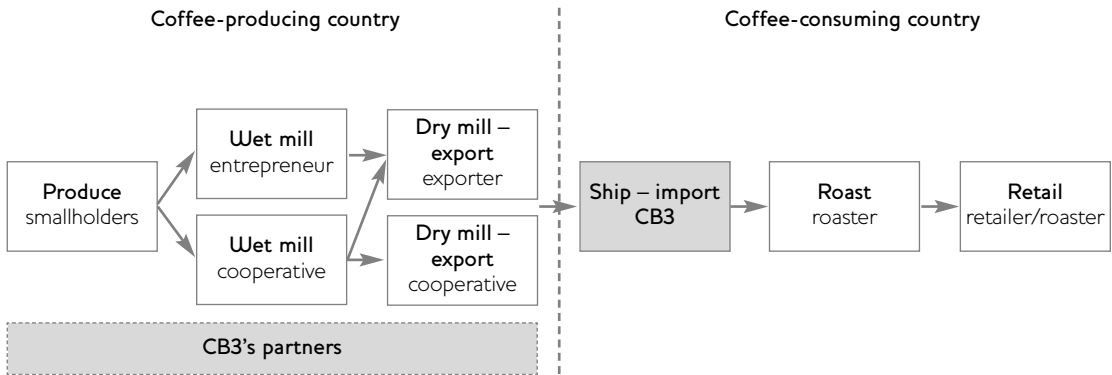 Coffee-producing country
Coffee-consuming country
Produce
smallholders
Wet mill
entrepreneur
Wet mill
cooperative
Dry mill –
export
exporter
Dry mill –
export
cooperative
Ship – import
CB3
Roast
roaster
Retail
retailer/roaster
CB3's partners